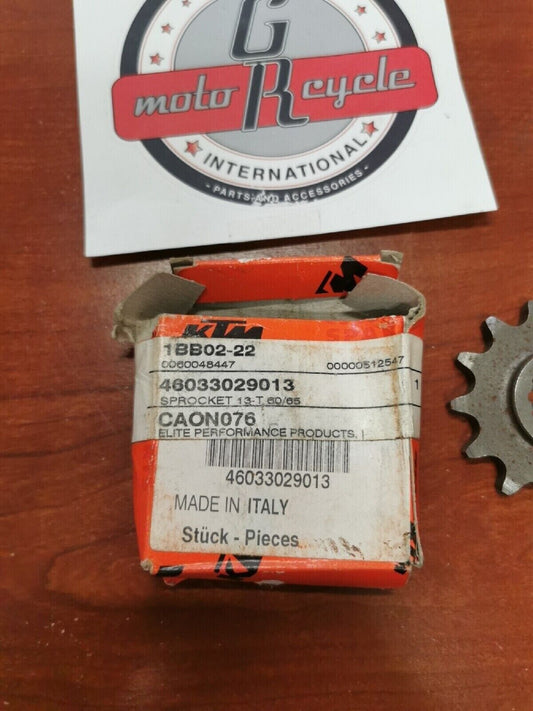 G
moto R cycle
INTERNATIONAL
- PARTS AND ACCESSORIES -
KTM
1BB02-22
0060048447 00000512547
46033029013 1
SPROCKET 13-T 60/65
CAON076
ELITE PERFORMANCE PRODUCTS, I
46033029013
MADE IN ITALY
Stück - Pieces